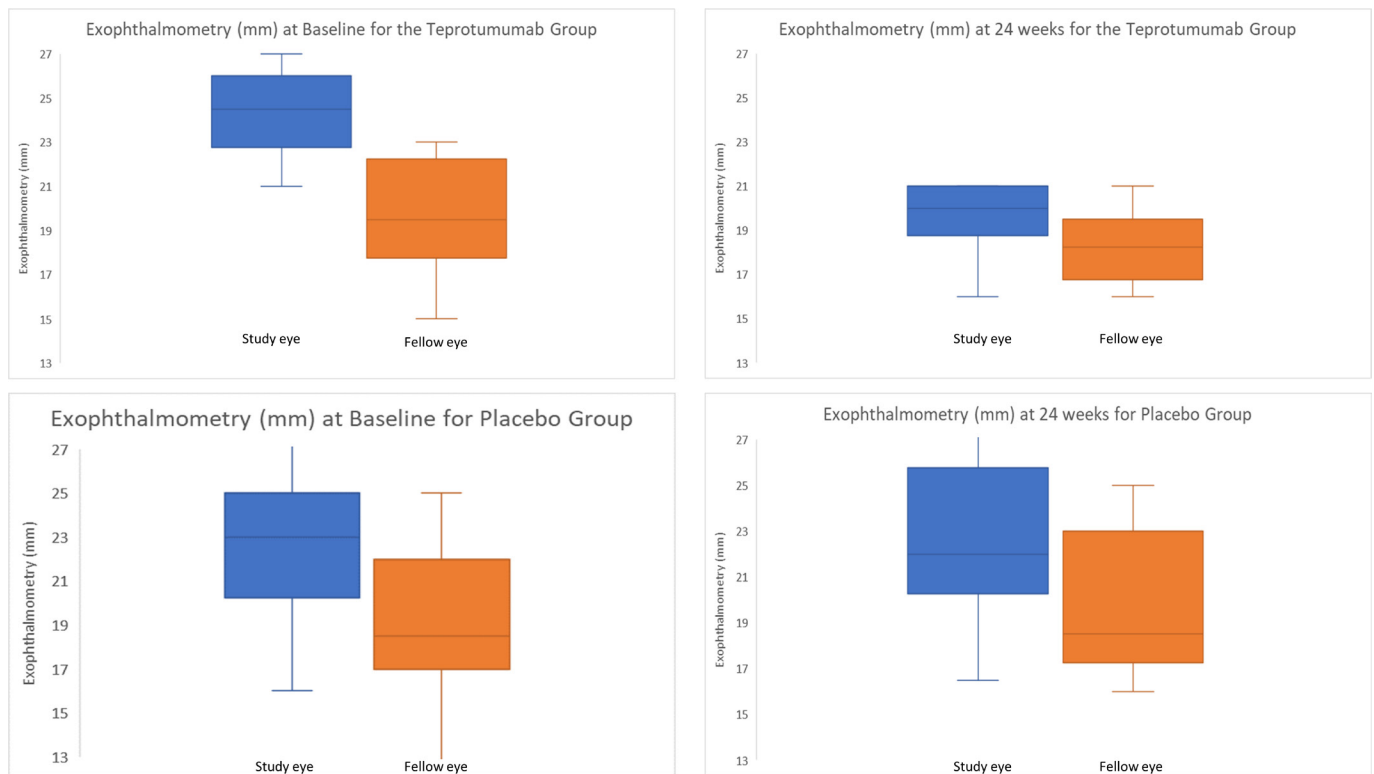 Exophthalmometry (mm) at Baseline for the Teprotumumab Group
Exophthalmometry (mm)
27
25
23
21
19
17
15
13
Study eye
Fellow eye
Exophthalmometry (mm) at 24 weeks for the Teprotumumab Group
Exophthalmometry (mm)
27
25
23
21
19
17
15
13
Study eye
Fellow eye
Exophthalmometry (mm) at Baseline for Placebo Group
Exophthalmometry (mm)
27
25
23
21
19
17
15
13
Study eye
Fellow eye
Exophthalmometry (mm) at 24 weeks for Placebo Group
Exophthalmometry (mm)
27
25
23
21
19
17
15
13
Study eye
Fellow eye